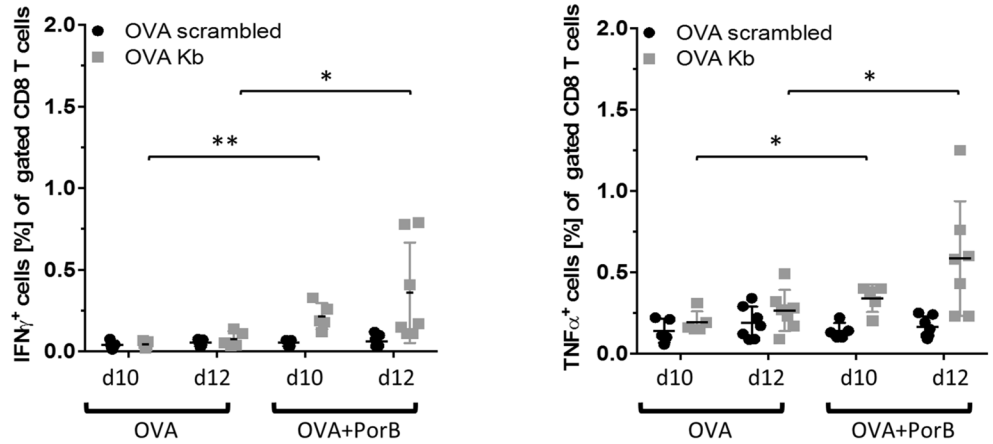 IFNγ+ cells [%] of gated CD8 T cells
2.0
1.5
1.0
0.5
0.0
OVA scrambled
OVA Kb
*
**
d10 d12 d10 d12
OVA OVA+PorB
TNFα+ cells [%] of gated CD8 T cells
2.0
1.5
1.0
0.5
0.0
OVA scrambled
OVA Kb
*
*
d10 d12 d10 d12
OVA OVA+PorB